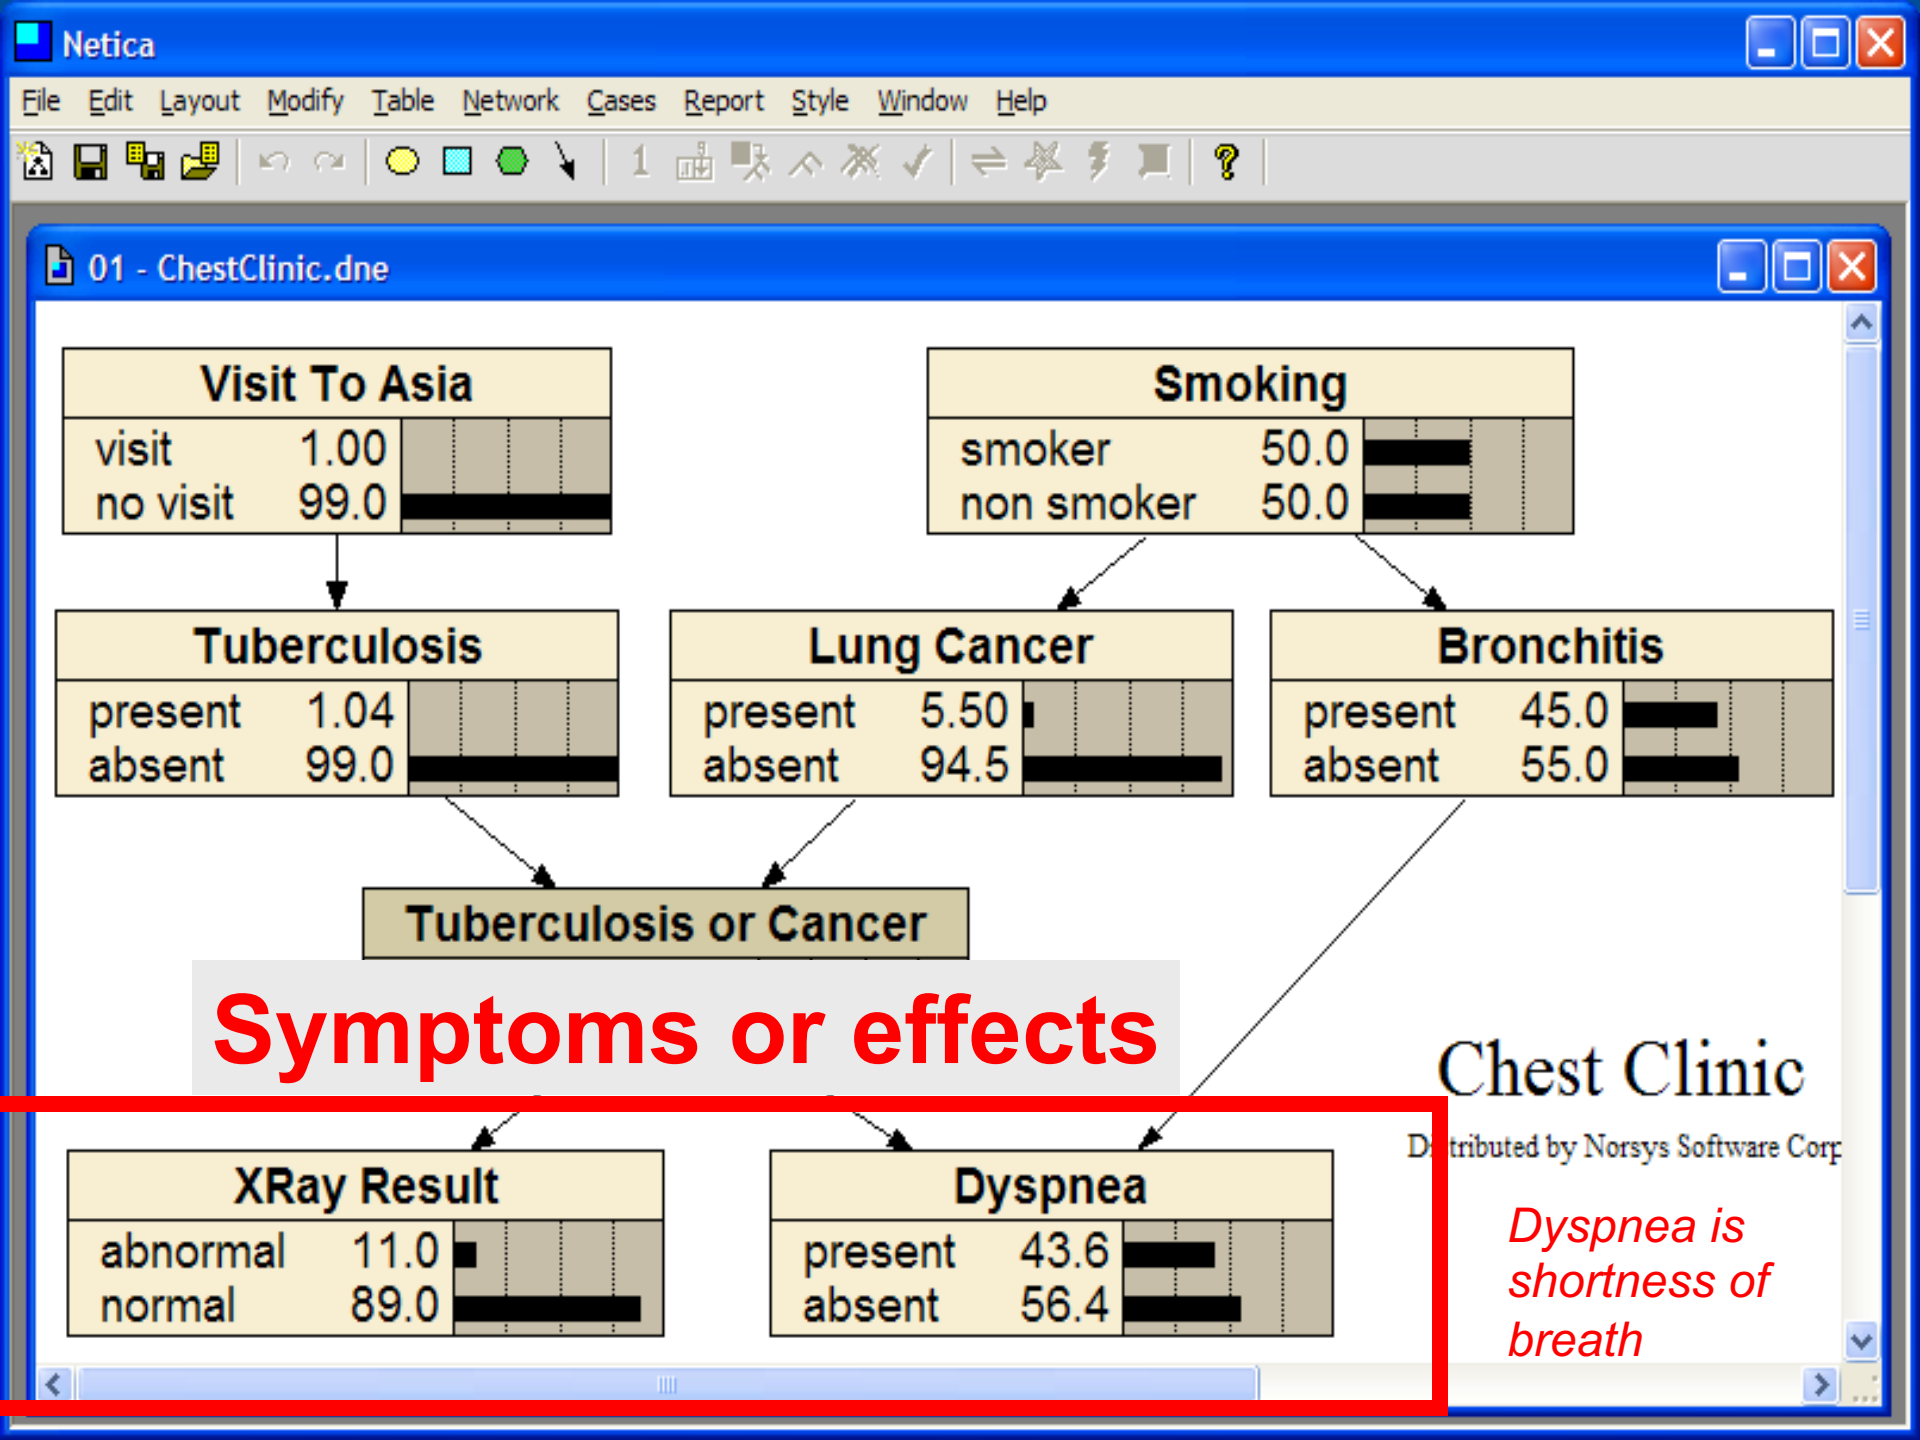 Netica
File Edit Layout Modify Table Network Cases Report Style Window Help
1 ?
01 - ChestClinic.dne
Visit To Asia
visit 1.00
no visit 99.0
Smoking
smoker 50.0
non smoker 50.0
Tuberculosis
present 1.04
absent 99.0
Lung Cancer
present 5.50
absent 94.5
Bronchitis
present 45.0
absent 55.0
Tuberculosis or Cancer
Symptoms or effects
Chest Clinic
Distributed by Norsys Software Corp
XRay Result
abnormal 11.0
normal 89.0
Dyspnea
present 43.6
absent 56.4
Dyspnea is
shortness of
breath